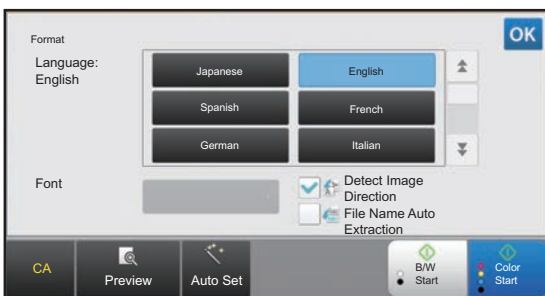 OK
Format
Language:
English
Japanese
English
Spanish
French
German
Italian
Font
Detect Image
Direction
File Name Auto
Extraction
CA
Preview
Auto Set
B/W
Start
Color
Start